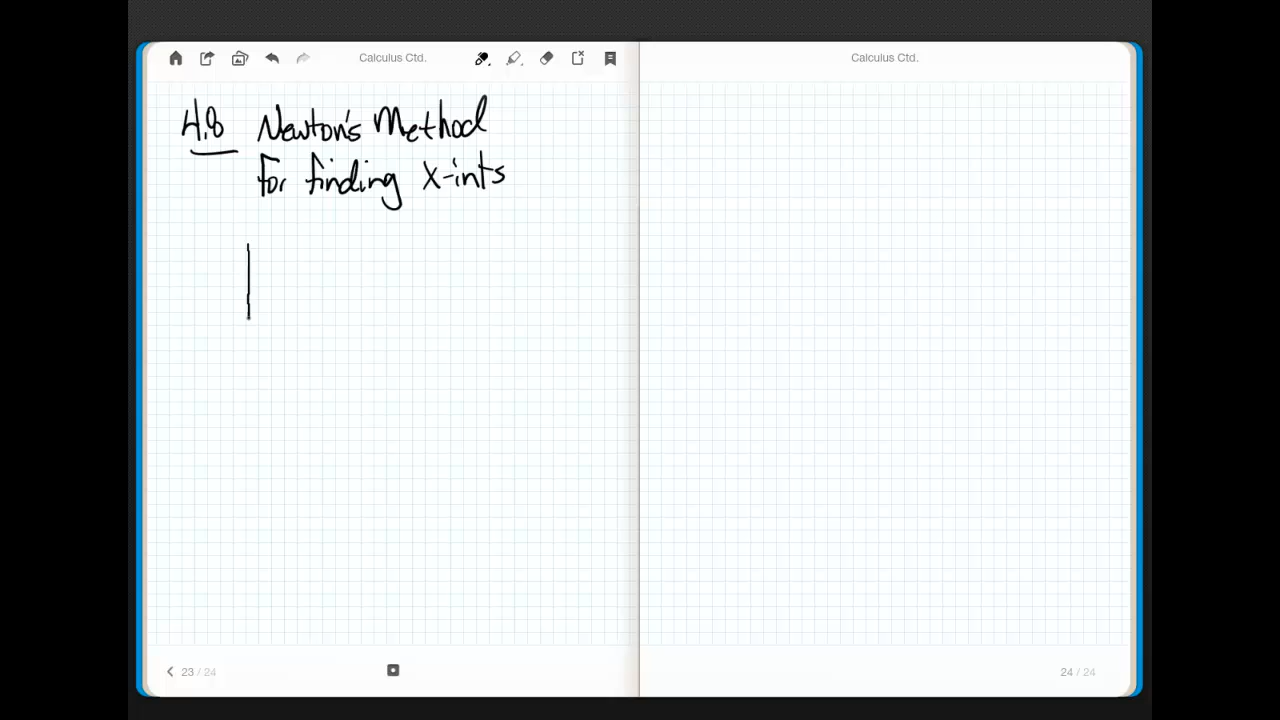 Calculus Ctd.
4.8 Newton's Method
for finding x-ints
23 / 24
Calculus Ctd.
24 / 24